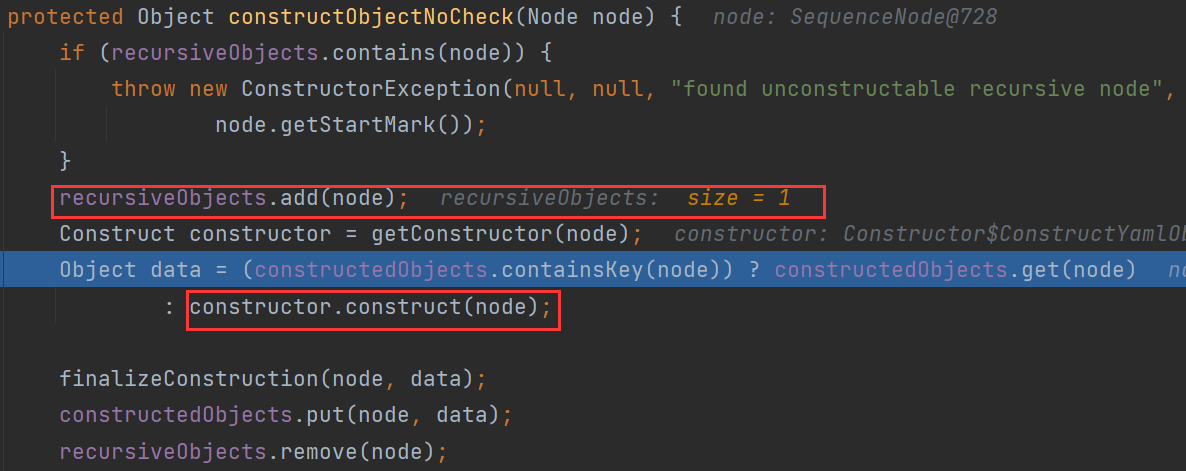 protected Object constructObjectNoCheck(Node node) {  node: SequenceNode@728
    if (recursiveObjects.contains(node)) {
        throw new ConstructorException(null, null, "found unconstructable recursive node",
                node.getStartMark());
    }
    recursiveObjects.add(node);  recursiveObjects:  size = 1
    Construct constructor = getConstructor(node);  constructor: Constructor$ConstructYamlOb
    Object data = (constructedObjects.containsKey(node)) ? constructedObjects.get(node)
            : constructor.construct(node);
    finalizeConstruction(node, data);
    constructedObjects.put(node, data);
    recursiveObjects.remove(node);